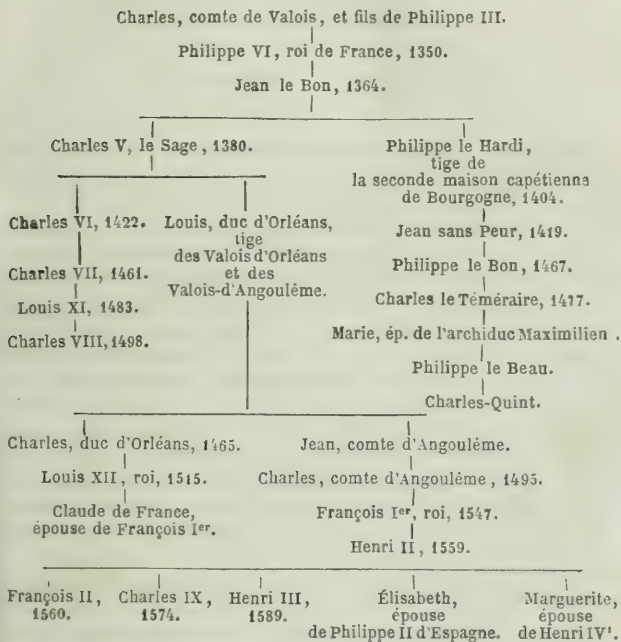 Charles, comte de Valois, et fils de Philippe III.
Philippe VI, roi de France, 1350.
Jean le Bon, 1364.
Charles V, le Sage, 1380.
Philippe le Hardi,
tige de
la seconde maison capétienne
de Bourgogne, 1404.
Charles VI, 1422.
Louis, duc d'Orléans,
tige
des Valois d'Orléans
et des
Valois-d'Angoulême.
Jean sans Peur, 1419.
Charles VII, 1461.
Philippe le Bon, 1467.
Louis XI, 1483.
Charles le Téméraire, 1477.
Charles VIII, 1498.
Marie, ép. de l'archiduc Maximilien.
Philippe le Beau.
Charles-Quint.
Charles, duc d'Orléans, 1465.
Jean, comte d'Angoulême.
Louis XII, roi, 1515.
Charles, comte d'Angoulême, 1495.
Claude de France,
épouse de François Ier.
François Ier, roi, 1547.
Henri II, 1559.
François II,
1560.
Charles IX,
1574.
Henri III,
1589.
Élisabeth,
épouse
de Philippe II d'Espagne.
Marguerite,
épouse
de Henri IV¹.